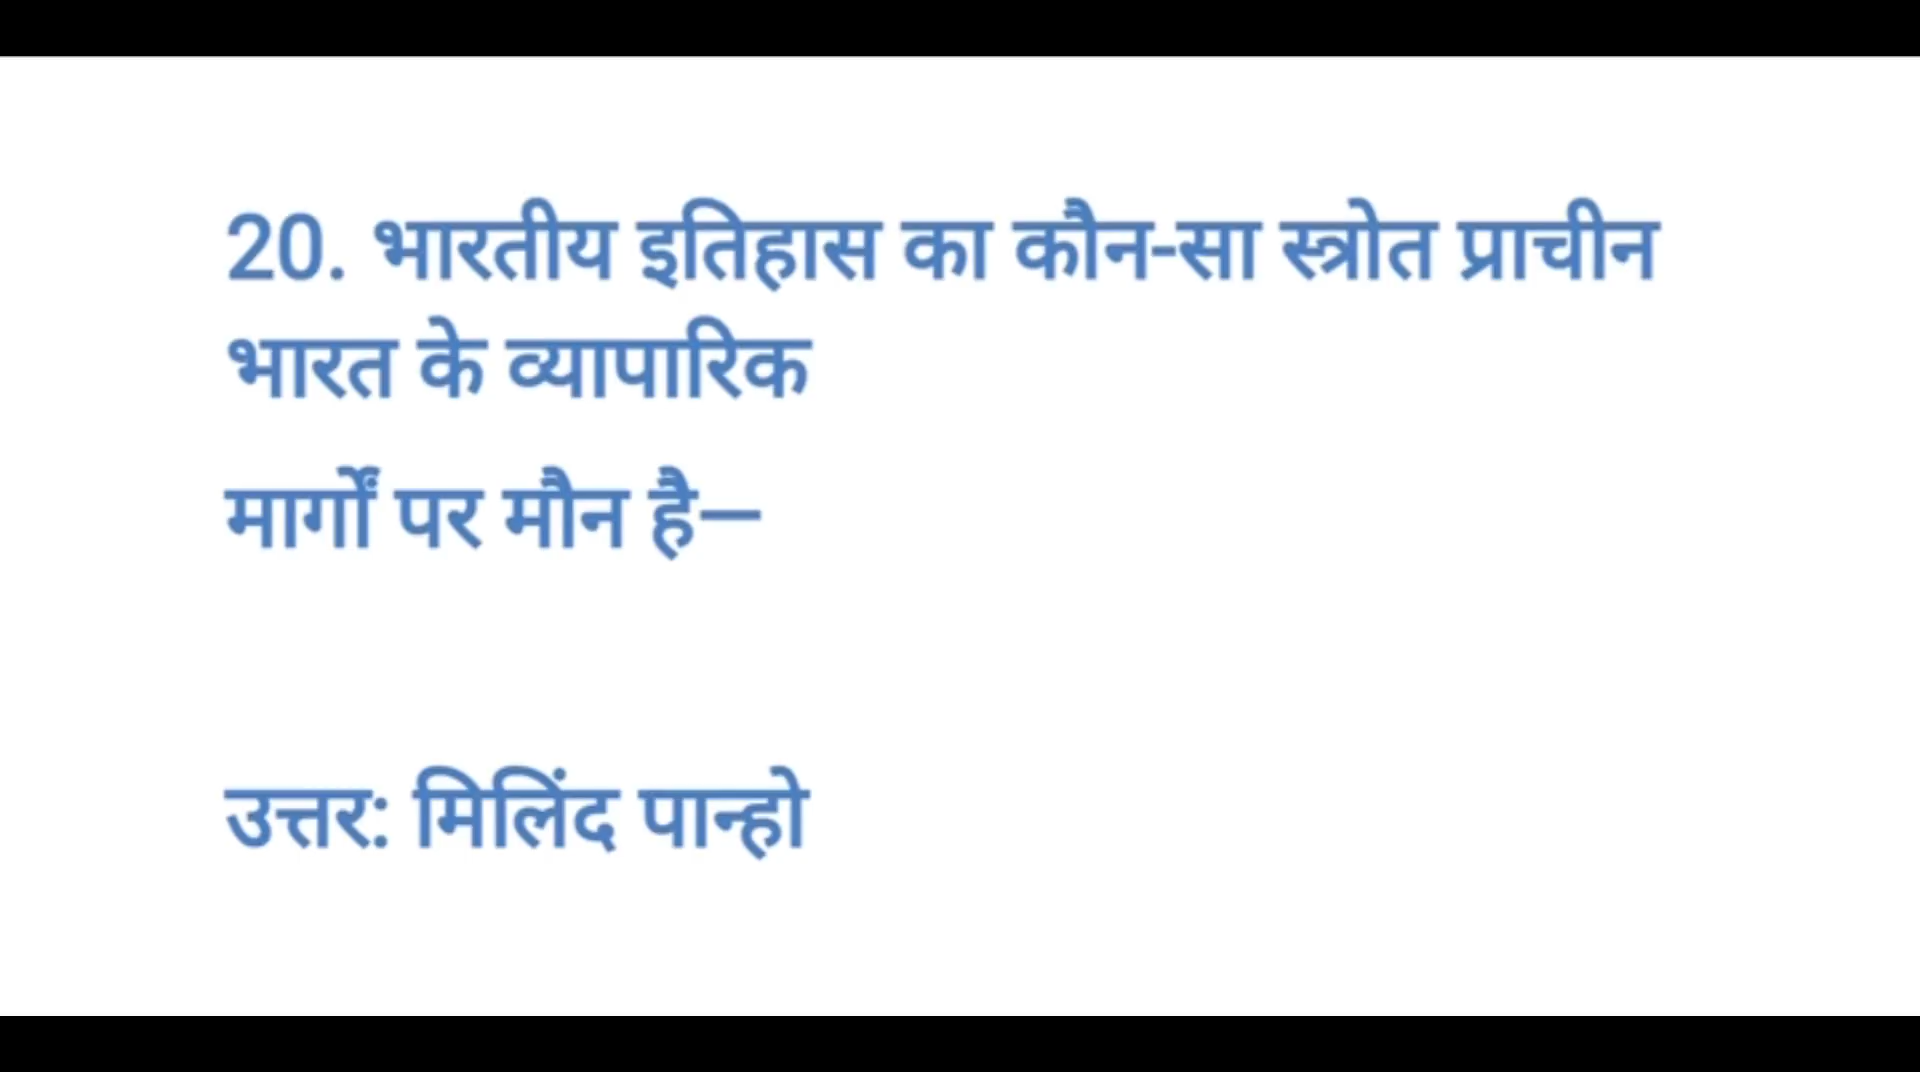 20. भारतीय इतिहास का कौन-सा स्त्रोत प्राचीन
भारत के व्यापारिक
मार्गों पर मौन है—
उत्तर: मिलिंद पान्हो